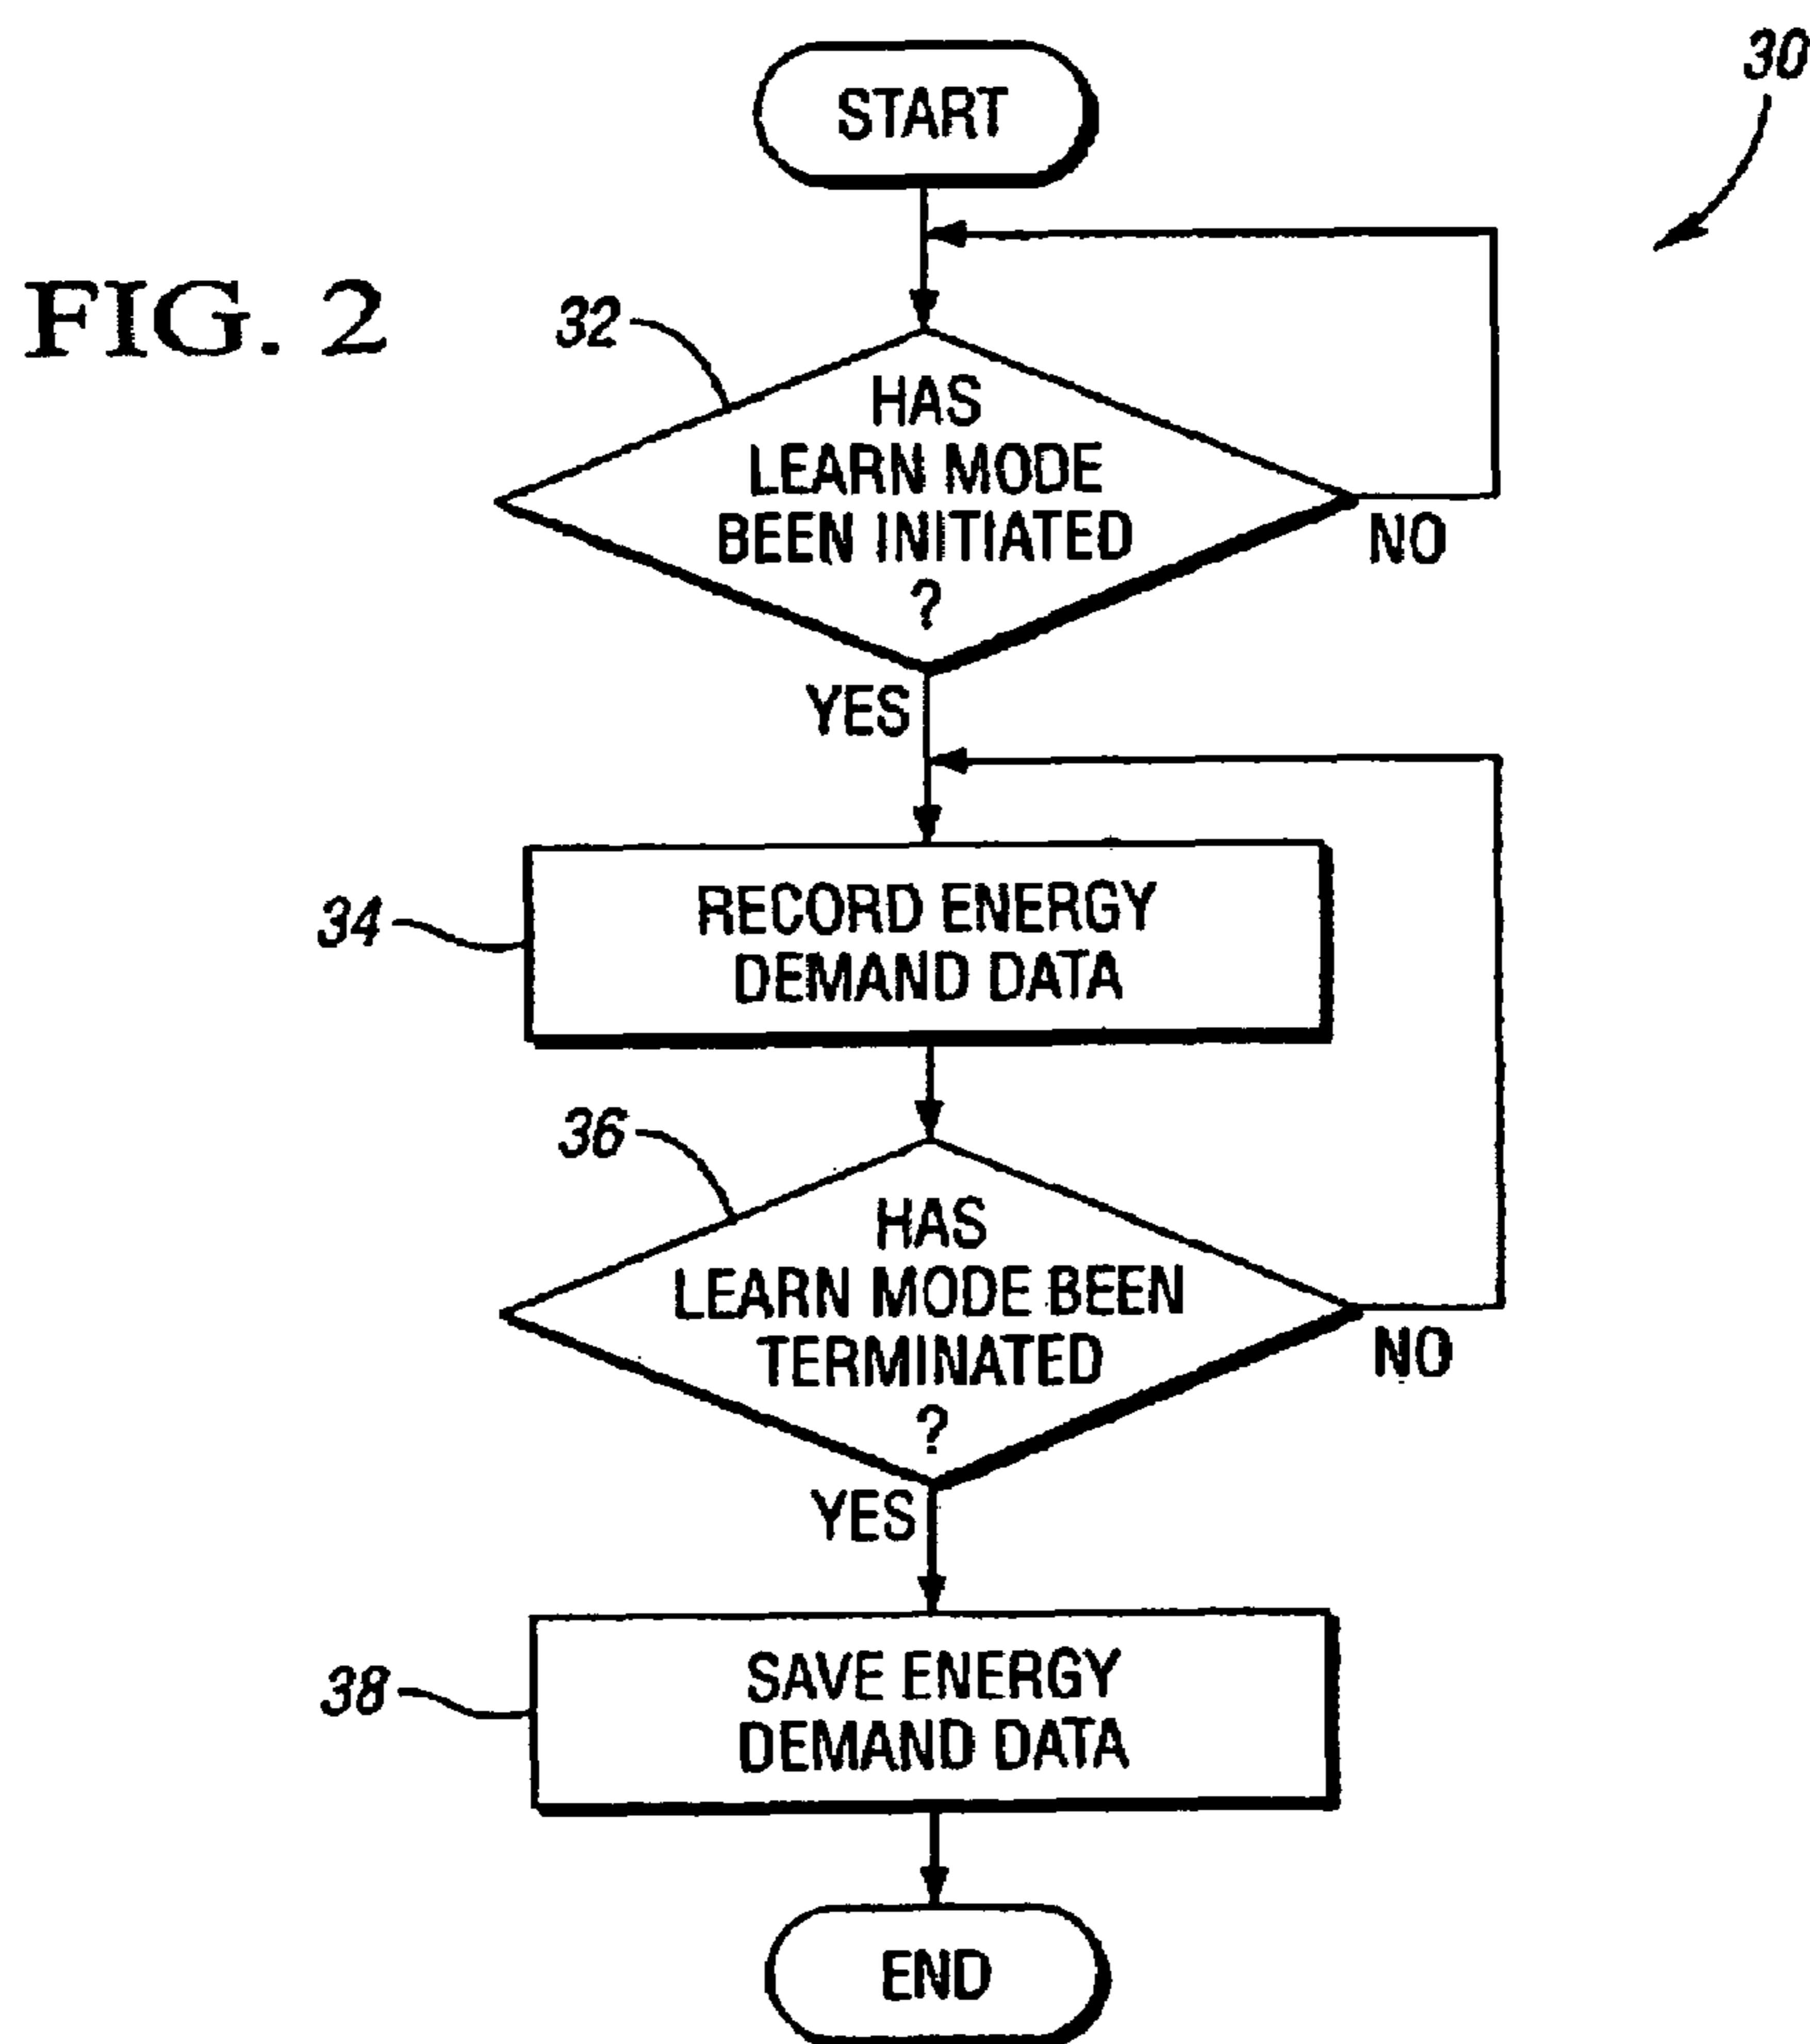 30
START
FIG. 2
32
HAS
LEARN MODE
BEEN INITIATED
?
NO
YES
34
RECORD ENERGY
DEMAND DATA
36
HAS
LEARN MODE BEEN
TERMINATED
?
NO
YES
38
SAVE ENERGY
DEMAND DATA
END